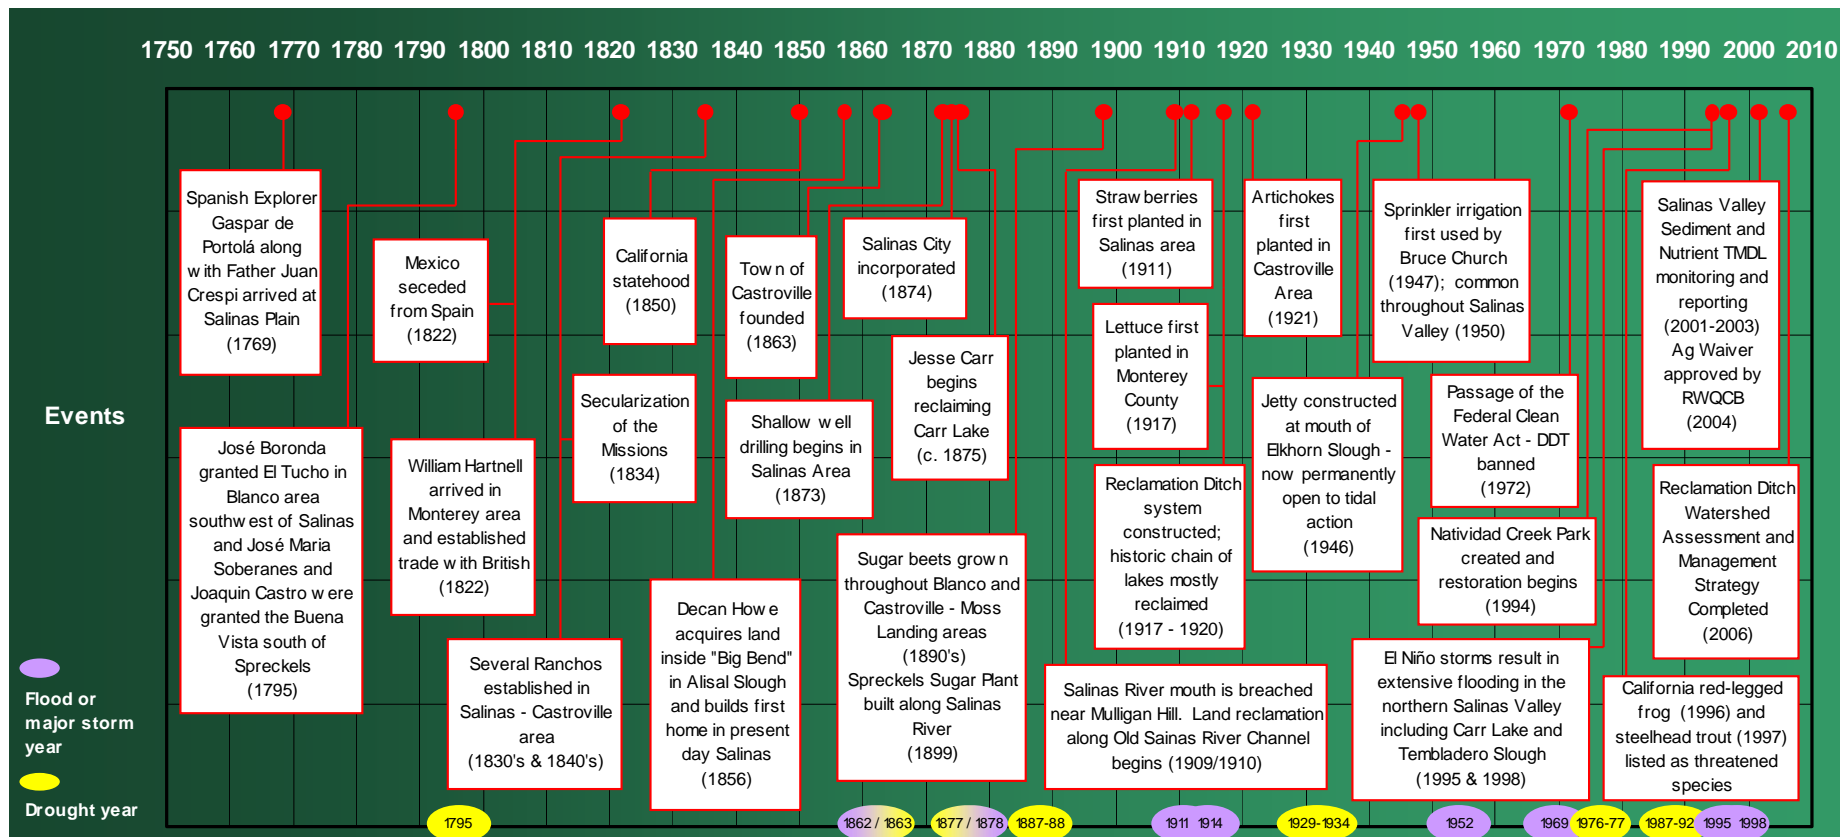 1750 1760 1770 1780 1790 1800 1810 1820 1830 1840 1850 1860 1870 1880 1890 1900 1910 1920 1930 1940 1950 1960 1970 1980 1990 2000 2010
Events
Spanish Explorer
Gaspar de
Portolá along
with Father Juan
Crespi arrived at
Salinas Plain
(1769)
José Boronda
granted El Tucho in
Blanco area
southwest of Salinas
and José Maria
Soberanes and
Joaquin Castro were
granted the Buena
Vista south of
Spreckels
(1795)
Mexico
seceded
from Spain
(1822)
William Hartnell
arrived in
Monterey area
and established
trade with British
(1822)
Several Ranchos
established in
Salinas - Castroville
area
(1830's & 1840's)
California
statehood
(1850)
Secularization
of the
Missions
(1834)
Decan Howe
acquires land
inside "Big Bend"
in Alisal Slough
and builds first
home in present
day Salinas
(1856)
Town of
Castroville
founded
(1863)
Shallow well
drilling begins in
Salinas Area
(1873)
Salinas City
incorporated
(1874)
Jesse Carr
begins
reclaiming
Carr Lake
(c. 1875)
Sugar beets grown
throughout Blanco and
Castroville - Moss
Landing areas
(1890's)
Spreckels Sugar Plant
built along Salinas
River
(1899)
Strawberries
first planted in
Salinas area
(1911)
Lettuce first
planted in
Monterey
County
(1917)
Reclamation Ditch
system
constructed;
historic chain of
lakes mostly
reclaimed
(1917 - 1920)
Salinas River mouth is breached
near Mulligan Hill. Land reclamation
along Old Sainas River Channel
begins (1909/1910)
Artichokes
first
planted in
Castroville
Area
(1921)
Jetty constructed
at mouth of
Elkhorn Slough -
now permanently
open to tidal
action
(1946)
Sprinkler irrigation
first used by
Bruce Church
(1947); common
throughout Salinas
Valley (1950)
Passage of the
Federal Clean
Water Act - DDT
banned
(1972)
Natividad Creek Park
created and
restoration begins
(1994)
El Niño storms result in
extensive flooding in the
northern Salinas Valley
including Carr Lake and
Tembladero Slough
(1995 & 1998)
Salinas Valley
Sediment and
Nutrient TMDL
monitoring and
reporting
(2001-2003)
Ag Waiver
approved by
RWQCB
(2004)
Reclamation Ditch
Watershed
Assessment and
Management
Strategy
Completed
(2006)
California red-legged
frog (1996) and
steelhead trout (1997)
listed as threatened
species
Flood or
major storm
year
Drought year
1795 1862 / 1863 1877 / 1878 1887-88 1911 1914 1929-1934 1952 1969 1976-77 1987-92 1995 1998